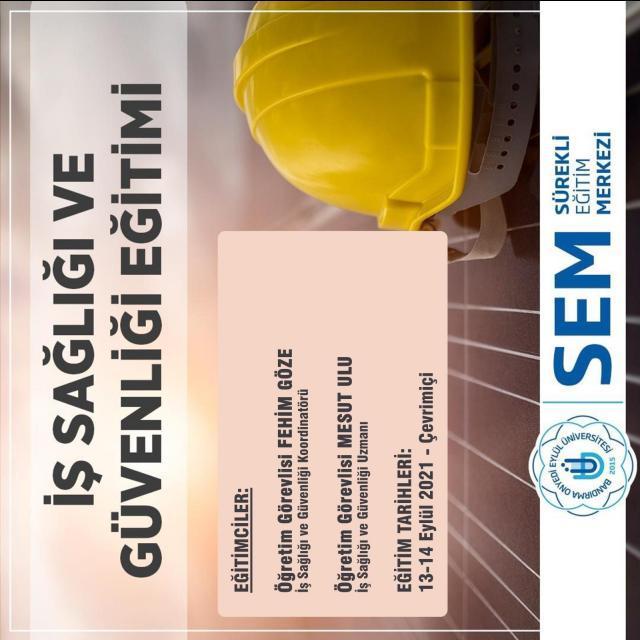 İŞ SAĞLIĞI VE
GÜVENLİĞİ EĞİTİMİ
EĞİTİMCİLER:
Öğretim Görevlisi FEHİM GÖZE
İş Sağlığı ve Güvenliği Koordinatörü
Öğretim Görevlisi MESUT ULU
İş Sağlığı ve Güvenliği Uzmanı
EĞİTİM TARİHLERİ:
13-14 Eylül 2021 - Çevrimiçi
BANDIRMA ONYEDİ EYLÜL ÜNİVERSİTESİ
2015
SEM
SÜREKLİ
EĞİTİM
MERKEZİ